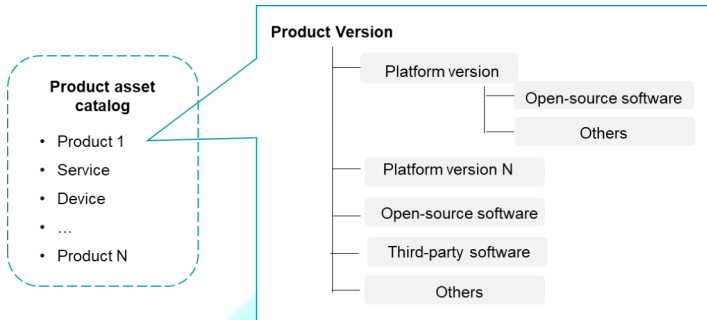 Product asset
catalog
• Product 1
• Service
• Device
• ...
• Product N
Product Version
Platform version
Open-source software
Others
Platform version N
Open-source software
Third-party software
Others